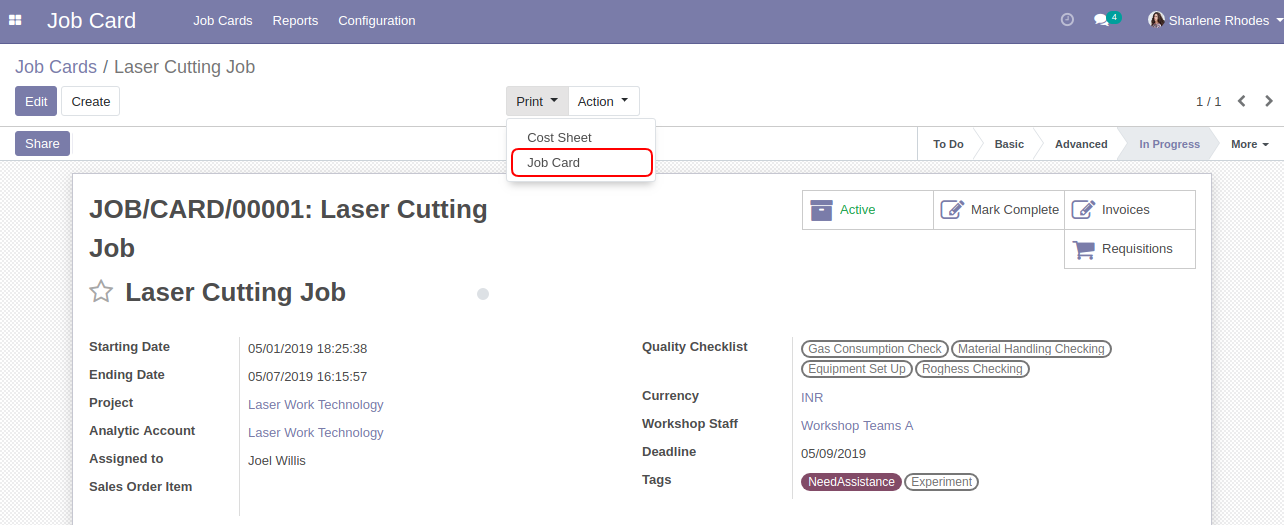 Job Card Job Cards Reports Configuration 4 Sharlene Rhodes
Job Cards / Laser Cutting Job
Edit Create Print Action 1 / 1
Cost Sheet
Share To Do Basic Advanced In Progress More
Job Card
JOB/CARD/00001: Laser Cutting
Job
Active Mark Complete Invoices
Requisitions
Laser Cutting Job
Starting Date 05/01/2019 18:25:38
Ending Date 05/07/2019 16:15:57
Project Laser Work Technology
Analytic Account Laser Work Technology
Assigned to Joel Willis
Sales Order Item
Quality Checklist Gas Consumption Check Material Handling Checking
Equipment Set Up Roghess Checking
Currency INR
Workshop Staff Workshop Teams A
Deadline 05/09/2019
Tags NeedAssistance Experiment